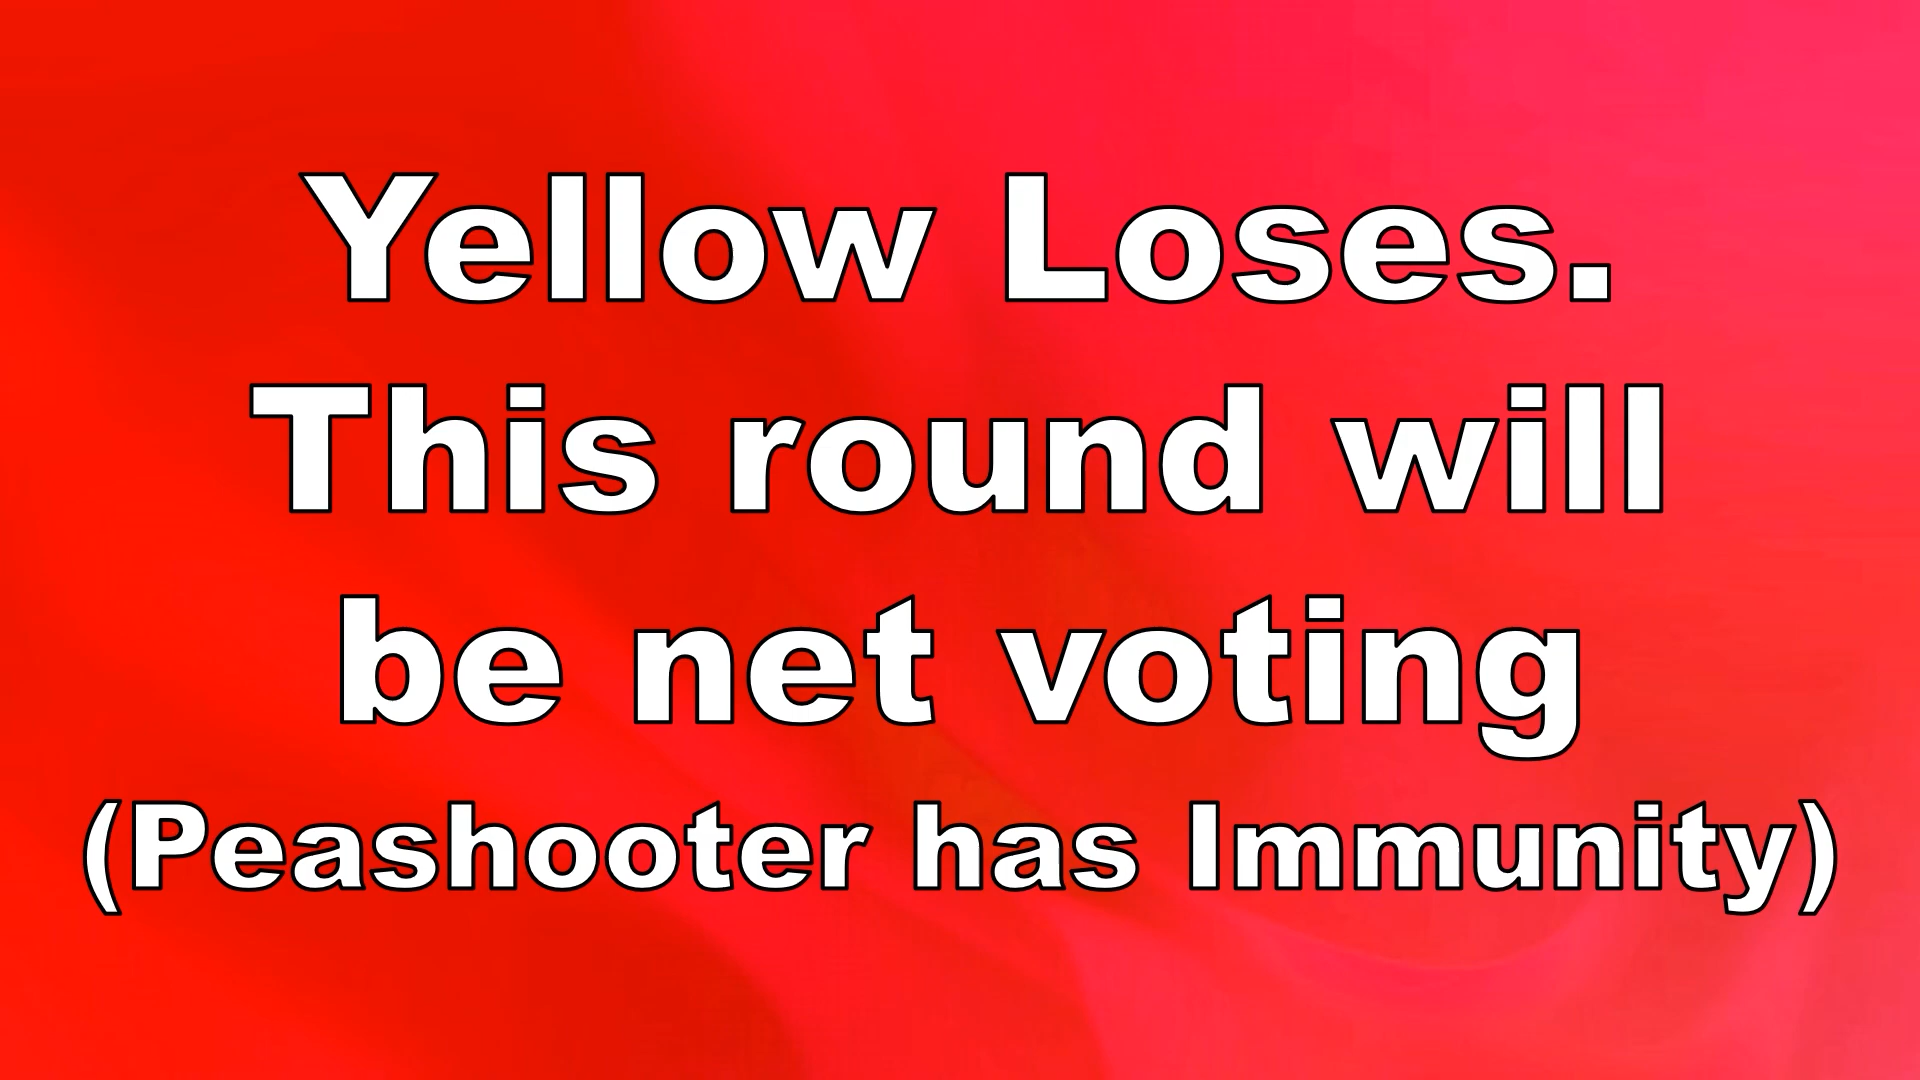 Yellow Loses.
This round will
be net voting
(Peashooter has Immunity)